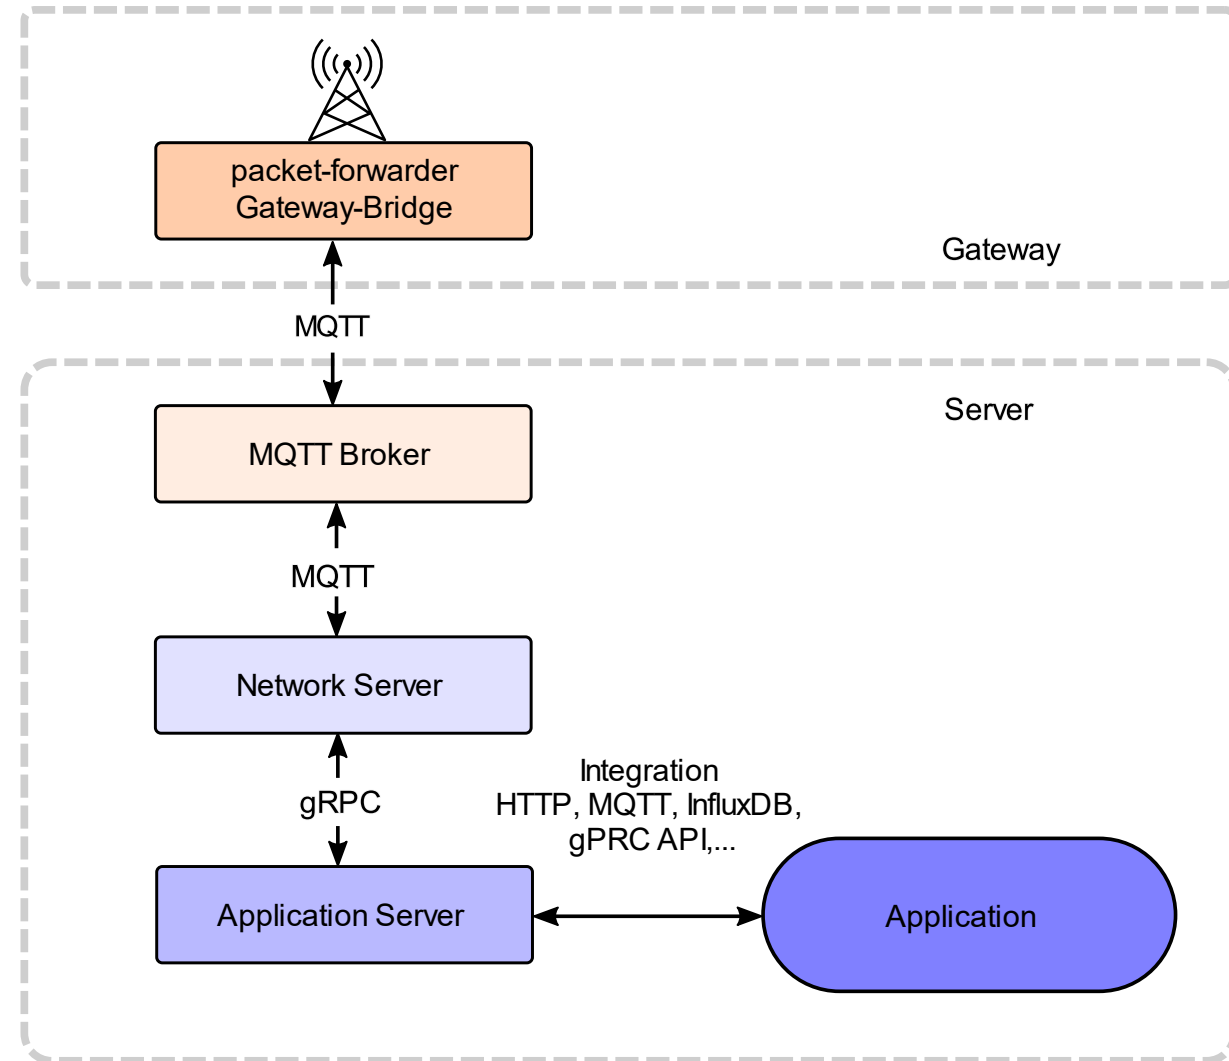 packet-forwarder
Gateway-Bridge
Gateway
MQTT
Server
MQTT Broker
MQTT
Network Server
gRPC
Integration
HTTP, MQTT, InfluxDB,
gPRC API,...
Application Server
Application